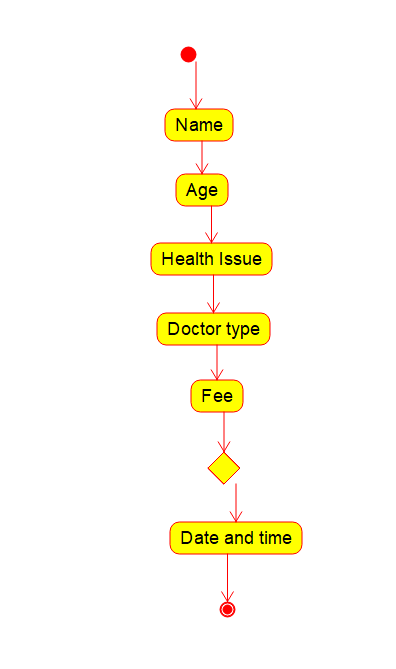 Name
Age
Health Issue
Doctor type
Fee
Date and time